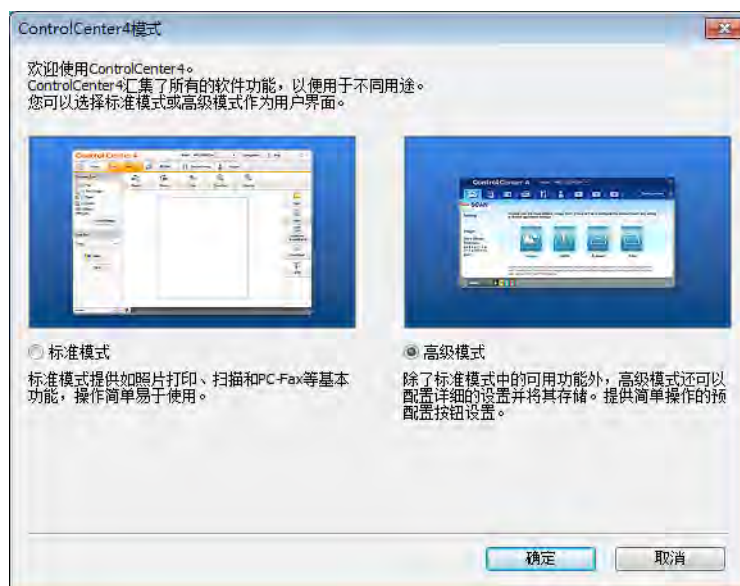 ControlCenter4模式
欢迎使用ControlCenter4。
ControlCenter4汇集了所有的软件功能，以便用于不同用途。
您可以选择标准模式或高级模式作为用户界面。
ControlCenter 4
ControlCenter 4
SCAN
标准模式
标准模式提供如照片打印、扫描和PC-Fax等基本
功能，操作简单易于使用。
高级模式
除了标准模式中的可用功能外，高级模式还可以
配置详细的设置并将其存储。提供简单操作的预
配置按钮设置。
确定
取消